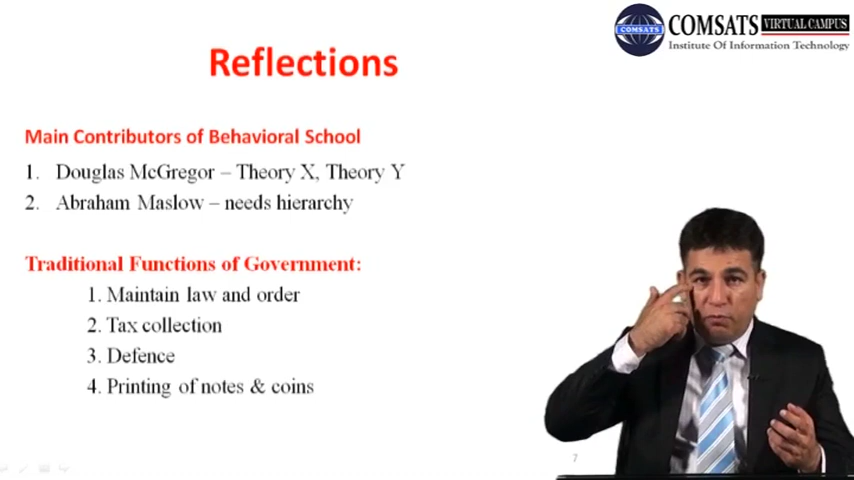 COMSATS
COMSATS VIRTUAL CAMPUS
Institute Of Information Technology
Reflections
Main Contributors of Behavioral School
1. Douglas McGregor – Theory X, Theory Y
2. Abraham Maslow – needs hierarchy
Traditional Functions of Government:
1. Maintain law and order
2. Tax collection
3. Defence
4. Printing of notes & coins
7